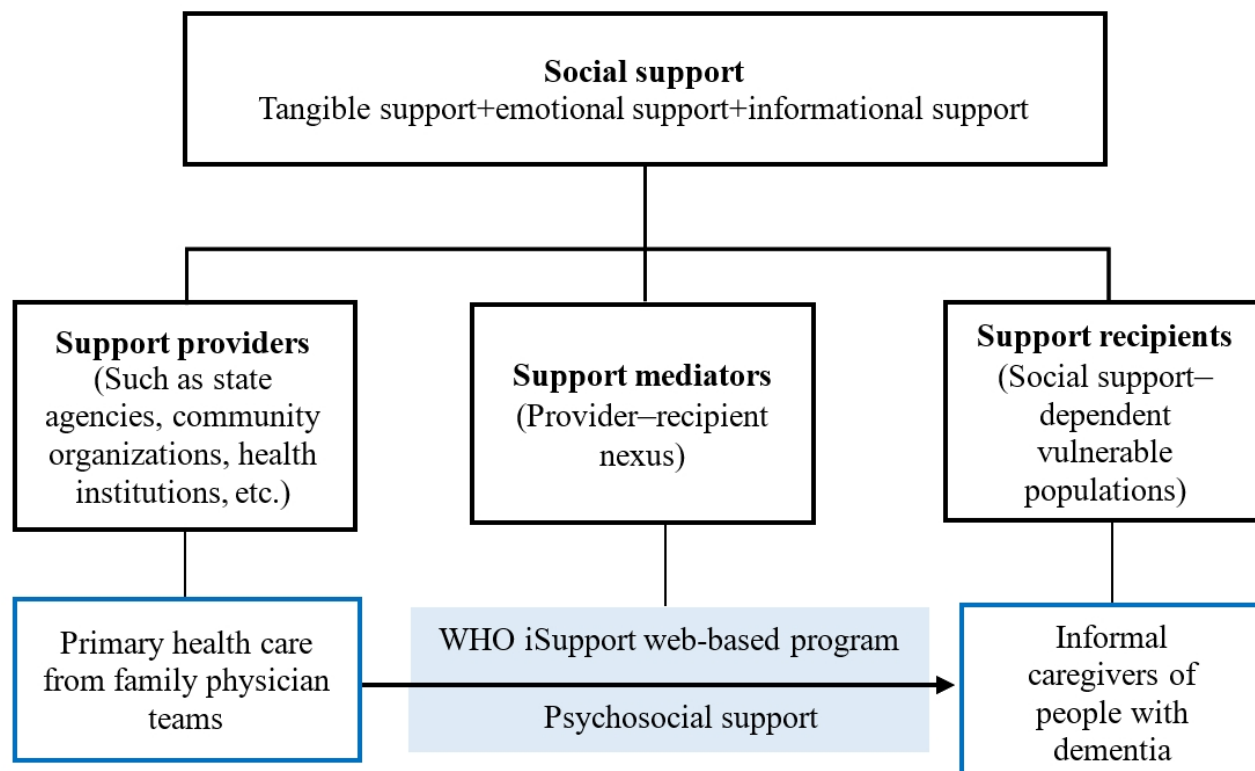 Social support
Tangible support+emotional support+informational support
Support providers
(Such as state
agencies, community
organizations, health
institutions, etc.)
Support mediators
(Provider–recipient
nexus)
Support recipients
(Social support–
dependent
vulnerable
populations)
Primary health care
from family physician
teams
WHO iSupport web-based program
Psychosocial support
Informal
caregivers of
people with
dementia